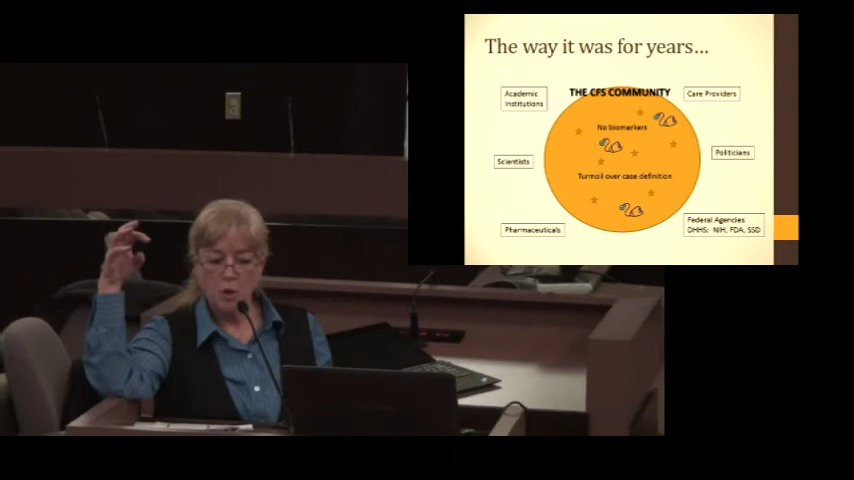 The way it was for years...
Academic
Institutions
THE CFS COMMUNITY
Care Providers
No biomarkers
Scientists
Politicians
Turmoil over case definition
Pharmaceuticals
Federal Agencies
DHHS: NIH, FDA, SSD